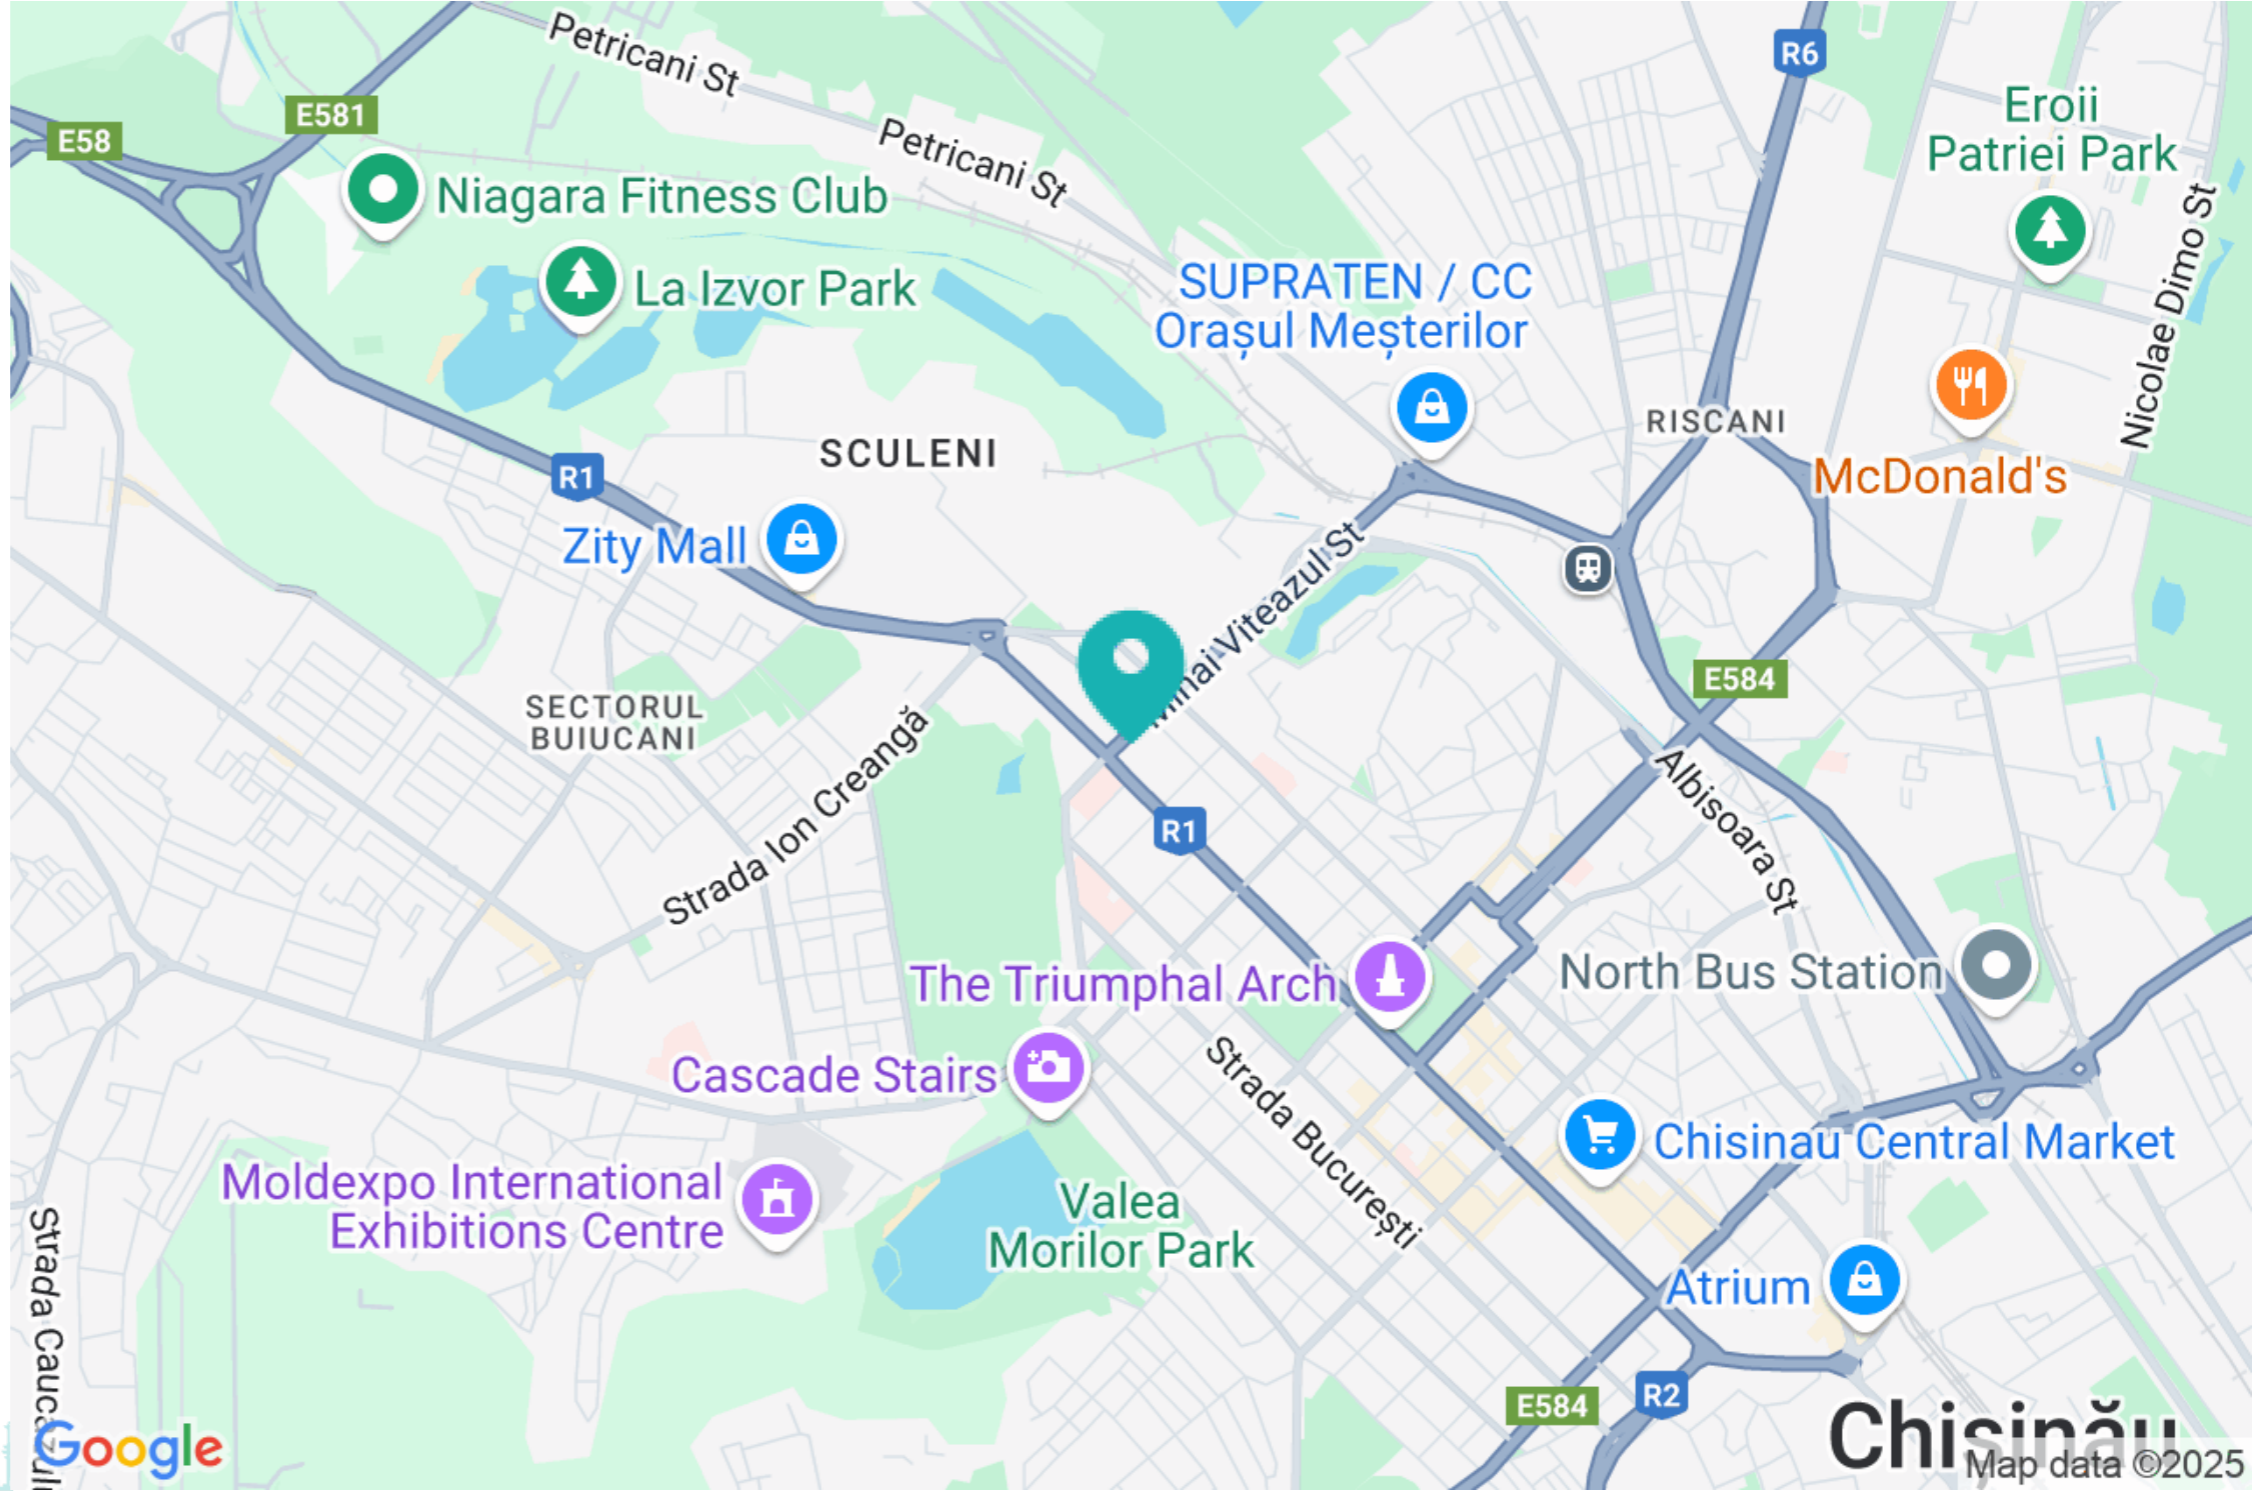 Petricani St
R6
Eroii
Patriei Park
E581
E58
Petricani St
Niagara Fitness Club
Nicolae Dimo St
La Izvor Park
SUPRATEN / CC
Orașul Meșterilor
RISCANI
SCULENI
R1
McDonald's
Zity Mall
Mihai Viteazul St
E584
SECTORUL
BUIUCANI
Strada Ion Creangă
Albisoara St
R1
The Triumphal Arch
North Bus Station
Cascade Stairs
Strada București
Chisinau Central Market
Moldexpo International
Exhibitions Centre
Valea
Morilor Park
Strada Caucazului
Atrium
E584
R2
Chișinău
Google
Map data ©2025